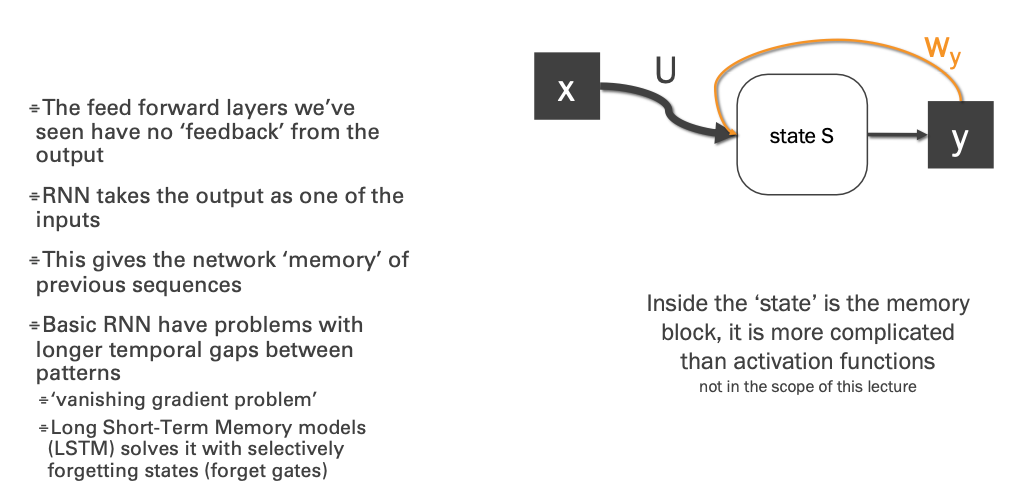 ÷The feed forward layers we’ve
seen have no ‘feedback’ from the
output
÷RNN takes the output as one of the
inputs
÷This gives the network ‘memory’ of
previous sequences
÷Basic RNN have problems with
longer temporal gaps between
patterns
÷‘vanishing gradient problem’
÷Long Short-Term Memory models
(LSTM) solves it with selectively
forgetting states (forget gates)
x
U
state S
Wy
y
Inside the ‘state’ is the memory
block, it is more complicated
than activation functions
not in the scope of this lecture